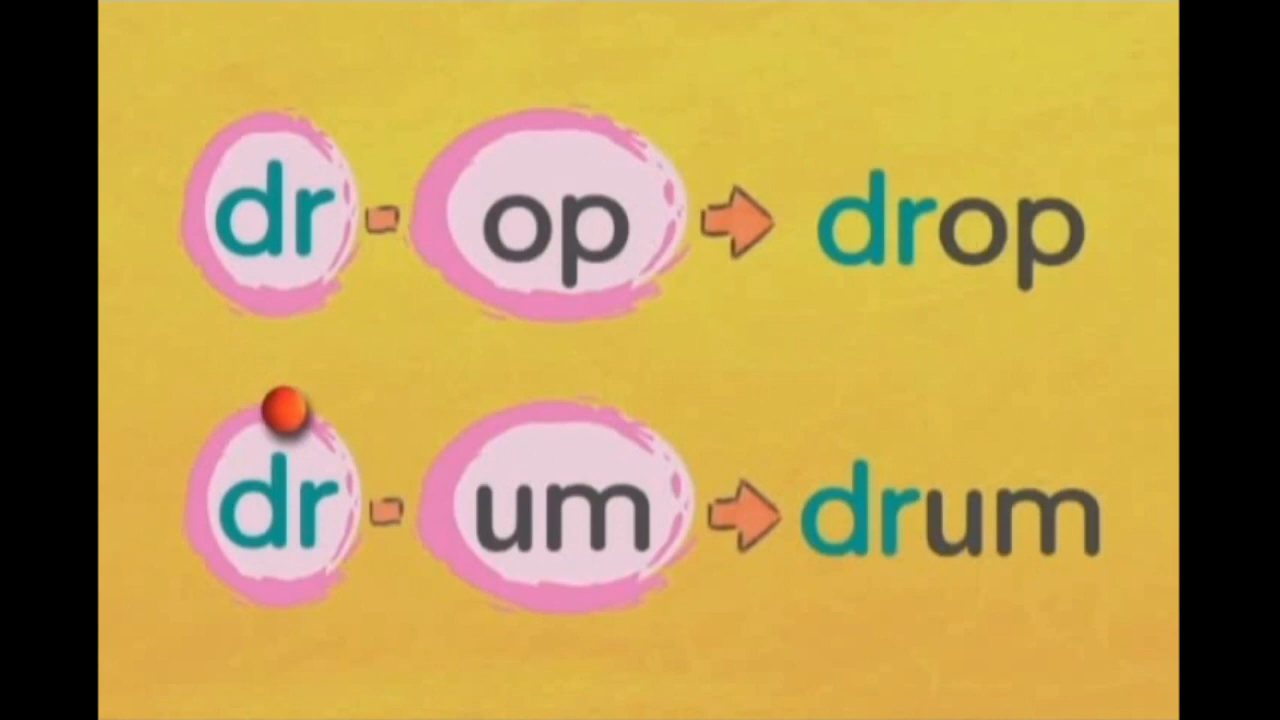 dr - op → drop
dr - um → drum